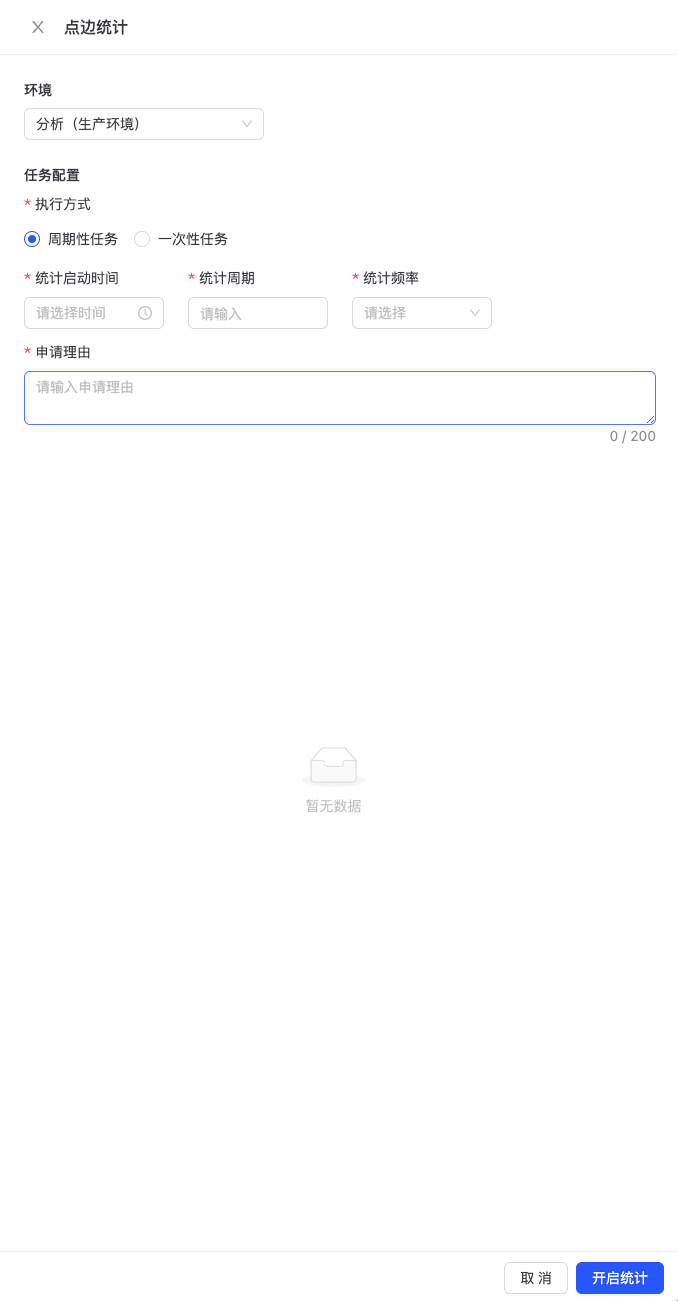 点边统计
环境
分析（生产环境）
任务配置
* 执行方式
周期性任务 一次性任务
* 统计启动时间 * 统计周期 * 统计频率
请选择时间 请输入 请选择
* 申请理由
请输入申请理由
0 / 200
暂无数据
取 消 开启统计